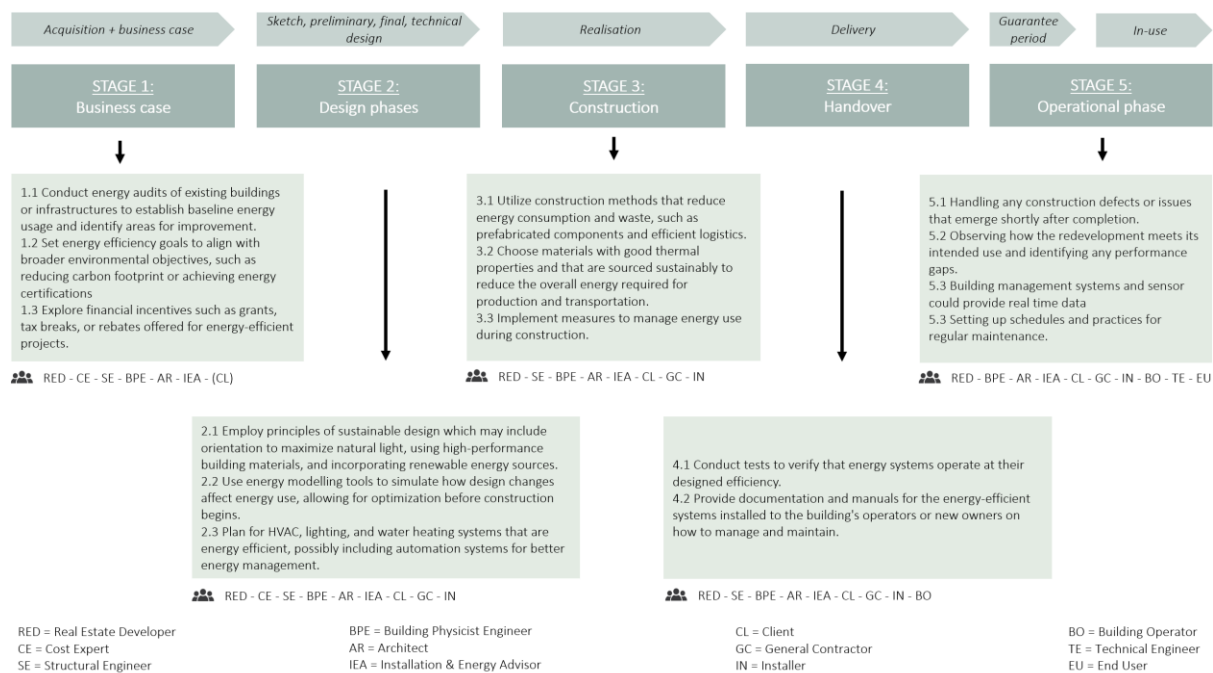 Acquisition + business case
Sketch, preliminary, final, technical
design
Realisation
Delivery
Guarantee
period
In-use
STAGE 1:
Business case
STAGE 2:
Design phases
STAGE 3:
Construction
STAGE 4:
Handover
STAGE 5:
Operational phase
1.1 Conduct energy audits of existing buildings
or infrastructures to establish baseline energy
usage and identify areas for improvement.
1.2 Set energy efficiency goals to align with
broader environmental objectives, such as
reducing carbon footprint or achieving energy
certifications
1.3 Explore financial incentives such as grants,
tax breaks, or rebates offered for energy-efficient
projects.
RED - CE - SE - BPE - AR - IEA - (CL)
3.1 Utilize construction methods that reduce
energy consumption and waste, such as
prefabricated components and efficient logistics.
3.2 Choose materials with good thermal
properties and that are sourced sustainably to
reduce the overall energy required for
production and transportation.
3.3 Implement measures to manage energy use
during construction.
RED - SE - BPE - AR - IEA - CL - GC - IN
5.1 Handling any construction defects or issues
that emerge shortly after completion.
5.2 Observing how the redevelopment meets its
intended use and identifying any performance
gaps.
5.3 Building management systems and sensor
could provide real time data
5.3 Setting up schedules and practices for
regular maintenance.
RED - BPE - AR - IEA - CL - GC - IN - BO - TE - EU
2.1 Employ principles of sustainable design which may include
orientation to maximize natural light, using high-performance
building materials, and incorporating renewable energy sources.
2.2 Use energy modelling tools to simulate how design changes
affect energy use, allowing for optimization before construction
begins.
2.3 Plan for HVAC, lighting, and water heating systems that are
energy efficient, possibly including automation systems for better
energy management.
RED - CE - SE - BPE - AR - IEA - CL - GC - IN
4.1 Conduct tests to verify that energy systems operate at their
designed efficiency.
4.2 Provide documentation and manuals for the energy-efficient
systems installed to the building's operators or new owners on
how to manage and maintain.
RED - SE - BPE - AR - IEA - CL - GC - IN - BO
RED = Real Estate Developer
CE = Cost Expert
SE = Structural Engineer
BPE = Building Physicist Engineer
AR = Architect
IEA = Installation & Energy Advisor
CL = Client
GC = General Contractor
IN = Installer
BO = Building Operator
TE = Technical Engineer
EU = End User